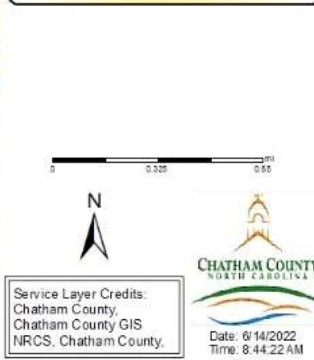 mi
0 0.325 0.65
N
CHATHAM COUNTY
NORTH CAROLINA
Service Layer Credits:
Chatham County,
Chatham County GIS
NRCS, Chatham County,
Date: 6/14/2022
Time: 8:44:22 AM